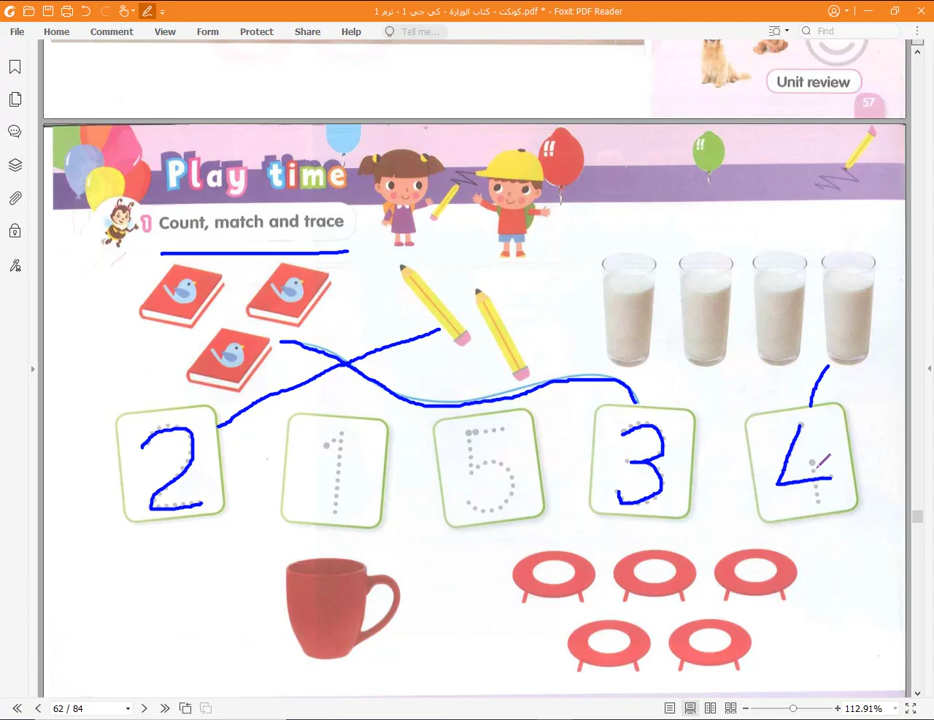 كونكت - كتاب الوزارة - كى جى 1 - ترم 1.pdf * - Foxit PDF Reader
File Home Comment View Form Protect Share Help Tell me... Find
Unit review
57
Play time
1 Count, match and trace
2 1 5 3 4
62 / 84
112.91%